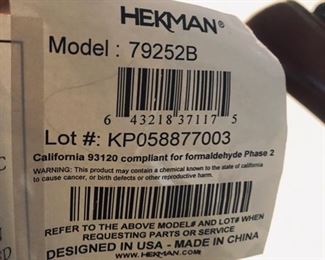 HEKMAN®
Model : 79252B
6 43218 37117 5
Lot #: KP058877003
California 93120 compliant for formaldehyde Phase 2
WARNING: This product may contain a chemical known to the state of california
to cause cancer, or birth defects or other reproductive harm.
REFER TO THE ABOVE MODEL# AND LOT# WHEN
REQUESTING PARTS OR SERVICE
DESIGNED IN USA - MADE IN CHINA
WWW.HEKMAN.COM